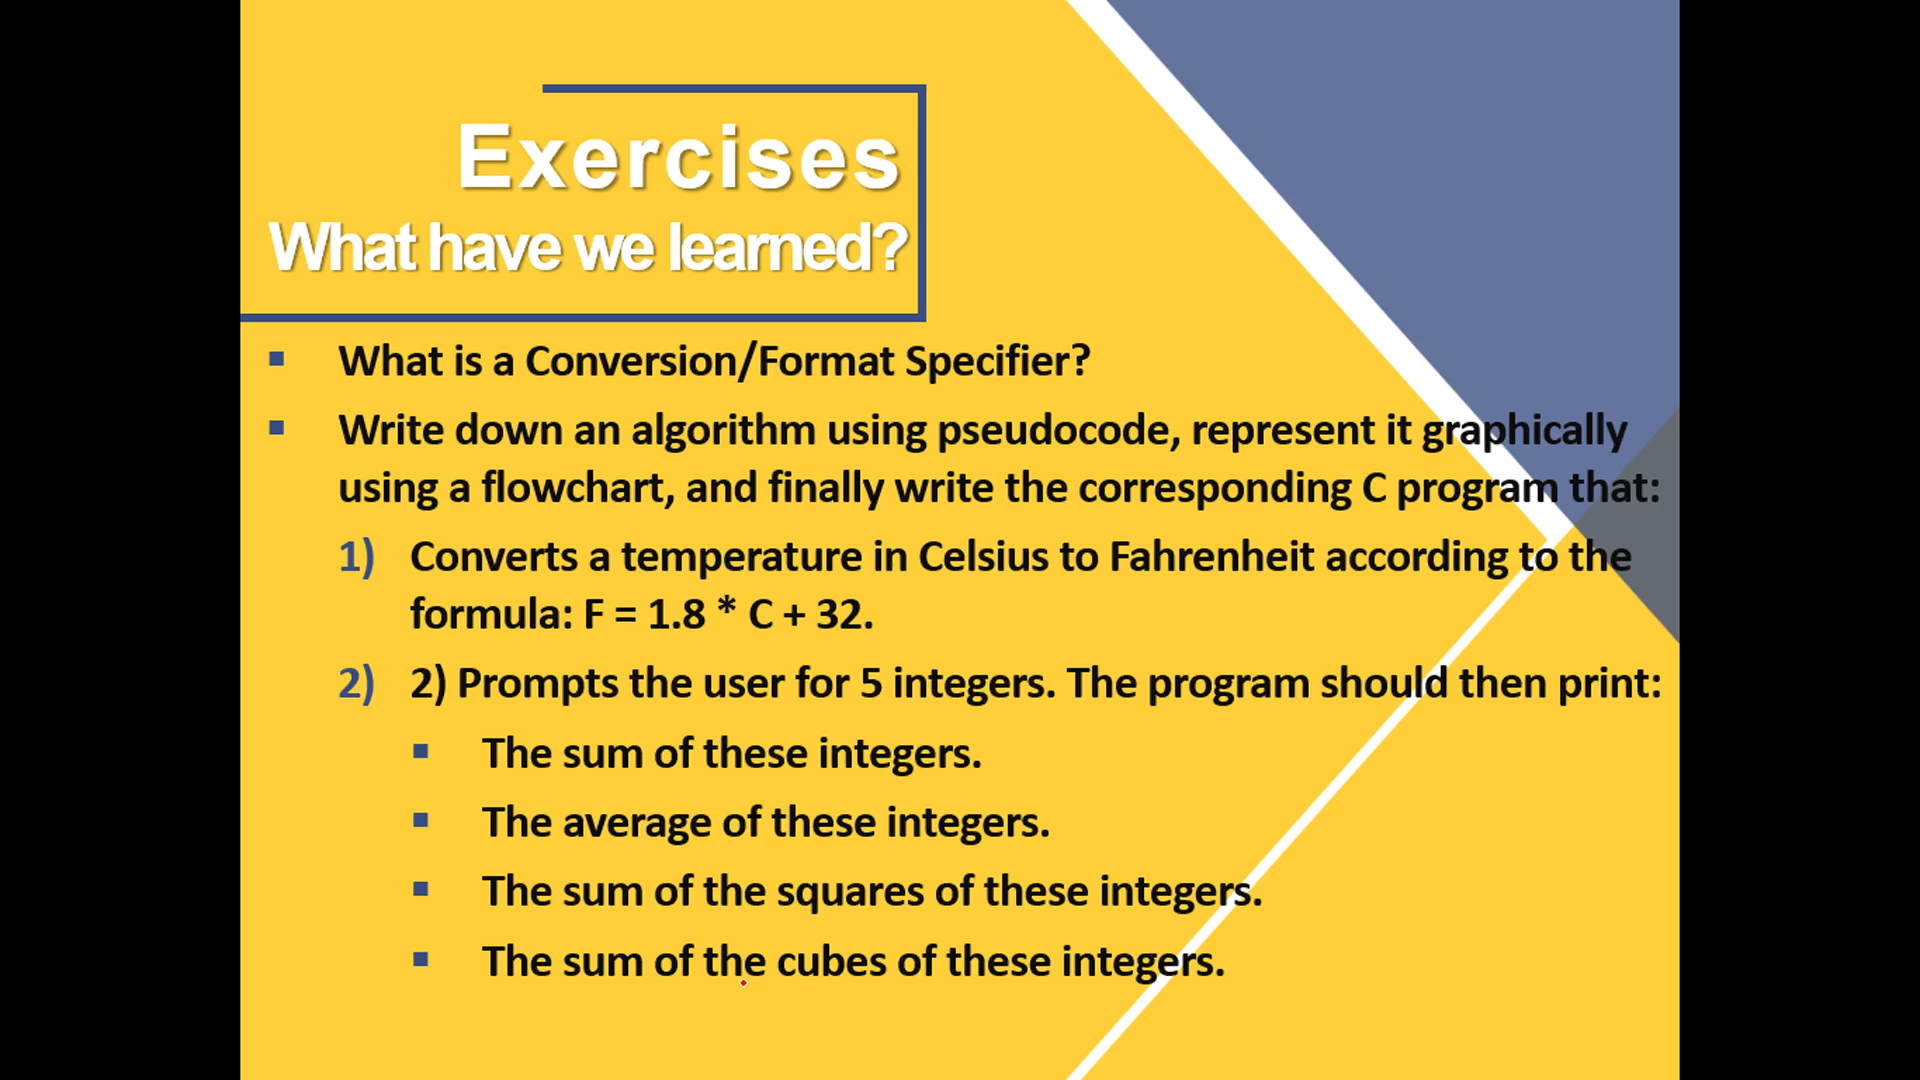 Exercises
What have we learned?
▪ What is a Conversion/Format Specifier?
▪ Write down an algorithm using pseudocode, represent it graphically
using a flowchart, and finally write the corresponding C program that:
1) Converts a temperature in Celsius to Fahrenheit according to the
formula: F = 1.8 * C + 32.
2) 2) Prompts the user for 5 integers. The program should then print:
▪ The sum of these integers.
▪ The average of these integers.
▪ The sum of the squares of these integers.
▪ The sum of the cubes of these integers.